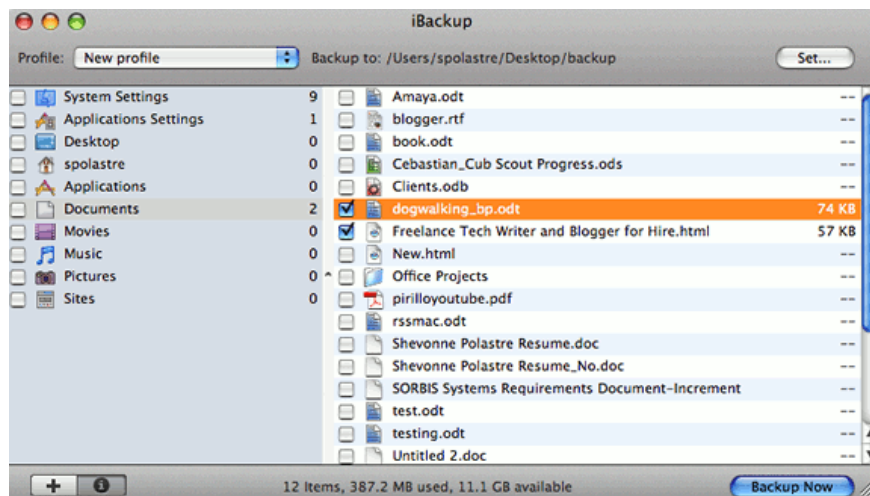 iBackup
Profile: New profile Backup to: /Users/spolastre/Desktop/backup Set...
System Settings 9
Applications Settings 1
Desktop 0
spolastre 0
Applications 0
Documents 2
Movies 0
Music 0
Pictures 0
Sites 0
Amaya.odt --
blogger.rtf --
book.odt --
Cebastian_Cub Scout Progress.ods --
Clients.odb --
dogwalking_bp.odt 74 KB
Freelance Tech Writer and Blogger for Hire.html 57 KB
New.html --
Office Projects --
pirilloyoutube.pdf --
rssmac.odt --
Shevonne Polastre Resume.doc --
Shevonne Polastre Resume_No.doc --
SORBIS Systems Requirements Document-Increment --
test.odt --
testing.odt --
Untitled 2.doc --
12 Items, 387.2 MB used, 11.1 GB available
Backup Now